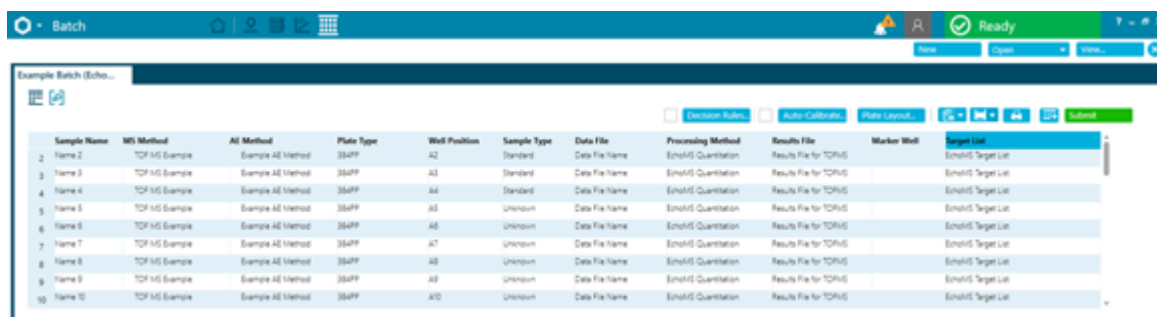 Batch
Ready
New Open View...
Example Batch (Echo...
Decision Rules... Auto-Calibrate... Plate Layout... Submit
Sample Name MS Method AE Method Plate Type Well Position Sample Type Data File Processing Method Results File Marker Well Target List
2 Name 2 TOF MS Example Example AE Method 384PP A2 Standard Data File Name EchoMS Quantitation Results File for TOFMS EchoMS Target List
3 Name 3 TOF MS Example Example AE Method 384PP A3 Standard Data File Name EchoMS Quantitation Results File for TOFMS EchoMS Target List
4 Name 4 TOF MS Example Example AE Method 384PP A4 Standard Data File Name EchoMS Quantitation Results File for TOFMS EchoMS Target List
5 Name 5 TOF MS Example Example AE Method 384PP A5 Unknown Data File Name EchoMS Quantitation Results File for TOFMS EchoMS Target List
6 Name 6 TOF MS Example Example AE Method 384PP A6 Unknown Data File Name EchoMS Quantitation Results File for TOFMS EchoMS Target List
7 Name 7 TOF MS Example Example AE Method 384PP A7 Unknown Data File Name EchoMS Quantitation Results File for TOFMS EchoMS Target List
8 Name 8 TOF MS Example Example AE Method 384PP A8 Unknown Data File Name EchoMS Quantitation Results File for TOFMS EchoMS Target List
9 Name 9 TOF MS Example Example AE Method 384PP A9 Unknown Data File Name EchoMS Quantitation Results File for TOFMS EchoMS Target List
10 Name 10 TOF MS Example Example AE Method 384PP A10 Unknown Data File Name EchoMS Quantitation Results File for TOFMS EchoMS Target List